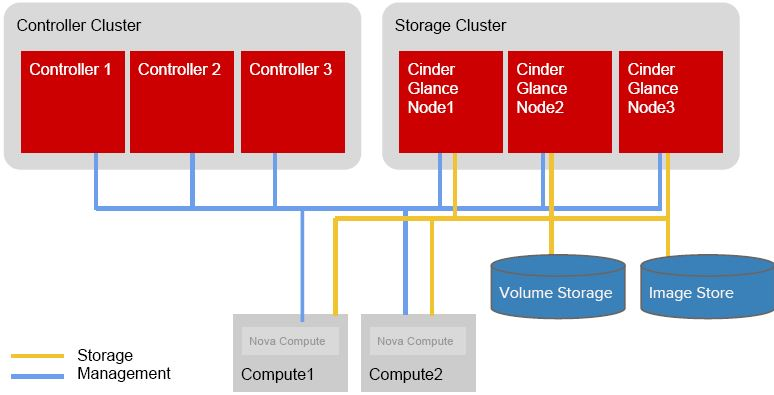 Controller Cluster
Controller 1
Controller 2
Controller 3
Storage Cluster
Cinder
Glance
Node1
Cinder
Glance
Node2
Cinder
Glance
Node3
Volume Storage
Image Store
Nova Compute
Compute1
Nova Compute
Compute2
Storage
Management